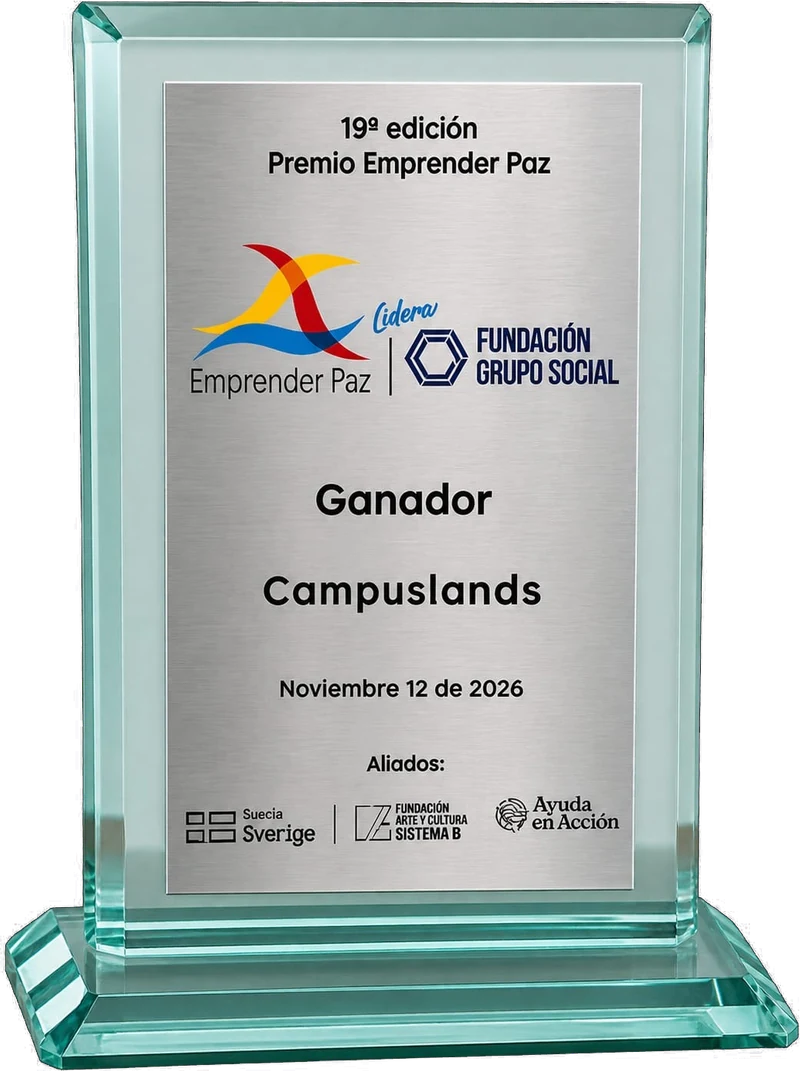 19ª edición
Premio Emprender Paz
Lidera
Emprender Paz
FUNDACIÓN
GRUPO SOCIAL
Ganador
Campuslands
Noviembre 12 de 2026
Aliados:
Suecia
Sverige
FUNDACIÓN
ARTE Y CULTURA
SISTEMA B
Ayuda
en Acción